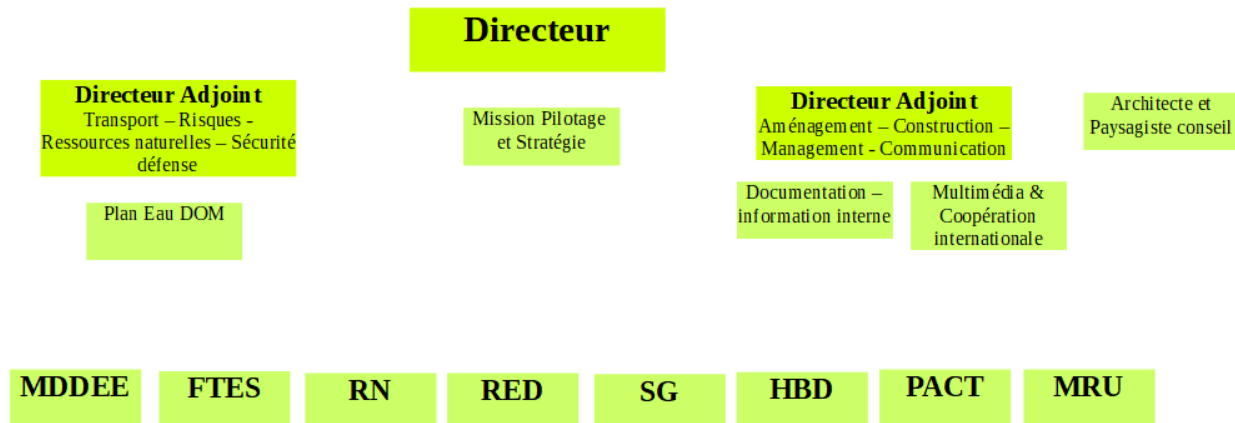 Directeur
Directeur Adjoint
Transport – Risques -
Ressources naturelles – Sécurité
défense
Mission Pilotage
et Stratégie
Directeur Adjoint
Aménagement – Construction –
Management - Communication
Architecte et
Paysagiste conseil
Plan Eau DOM
Documentation –
information interne
Multimédia &
Coopération
internationale
MDDEE
FTES
RN
RED
SG
HBD
PACT
MRU